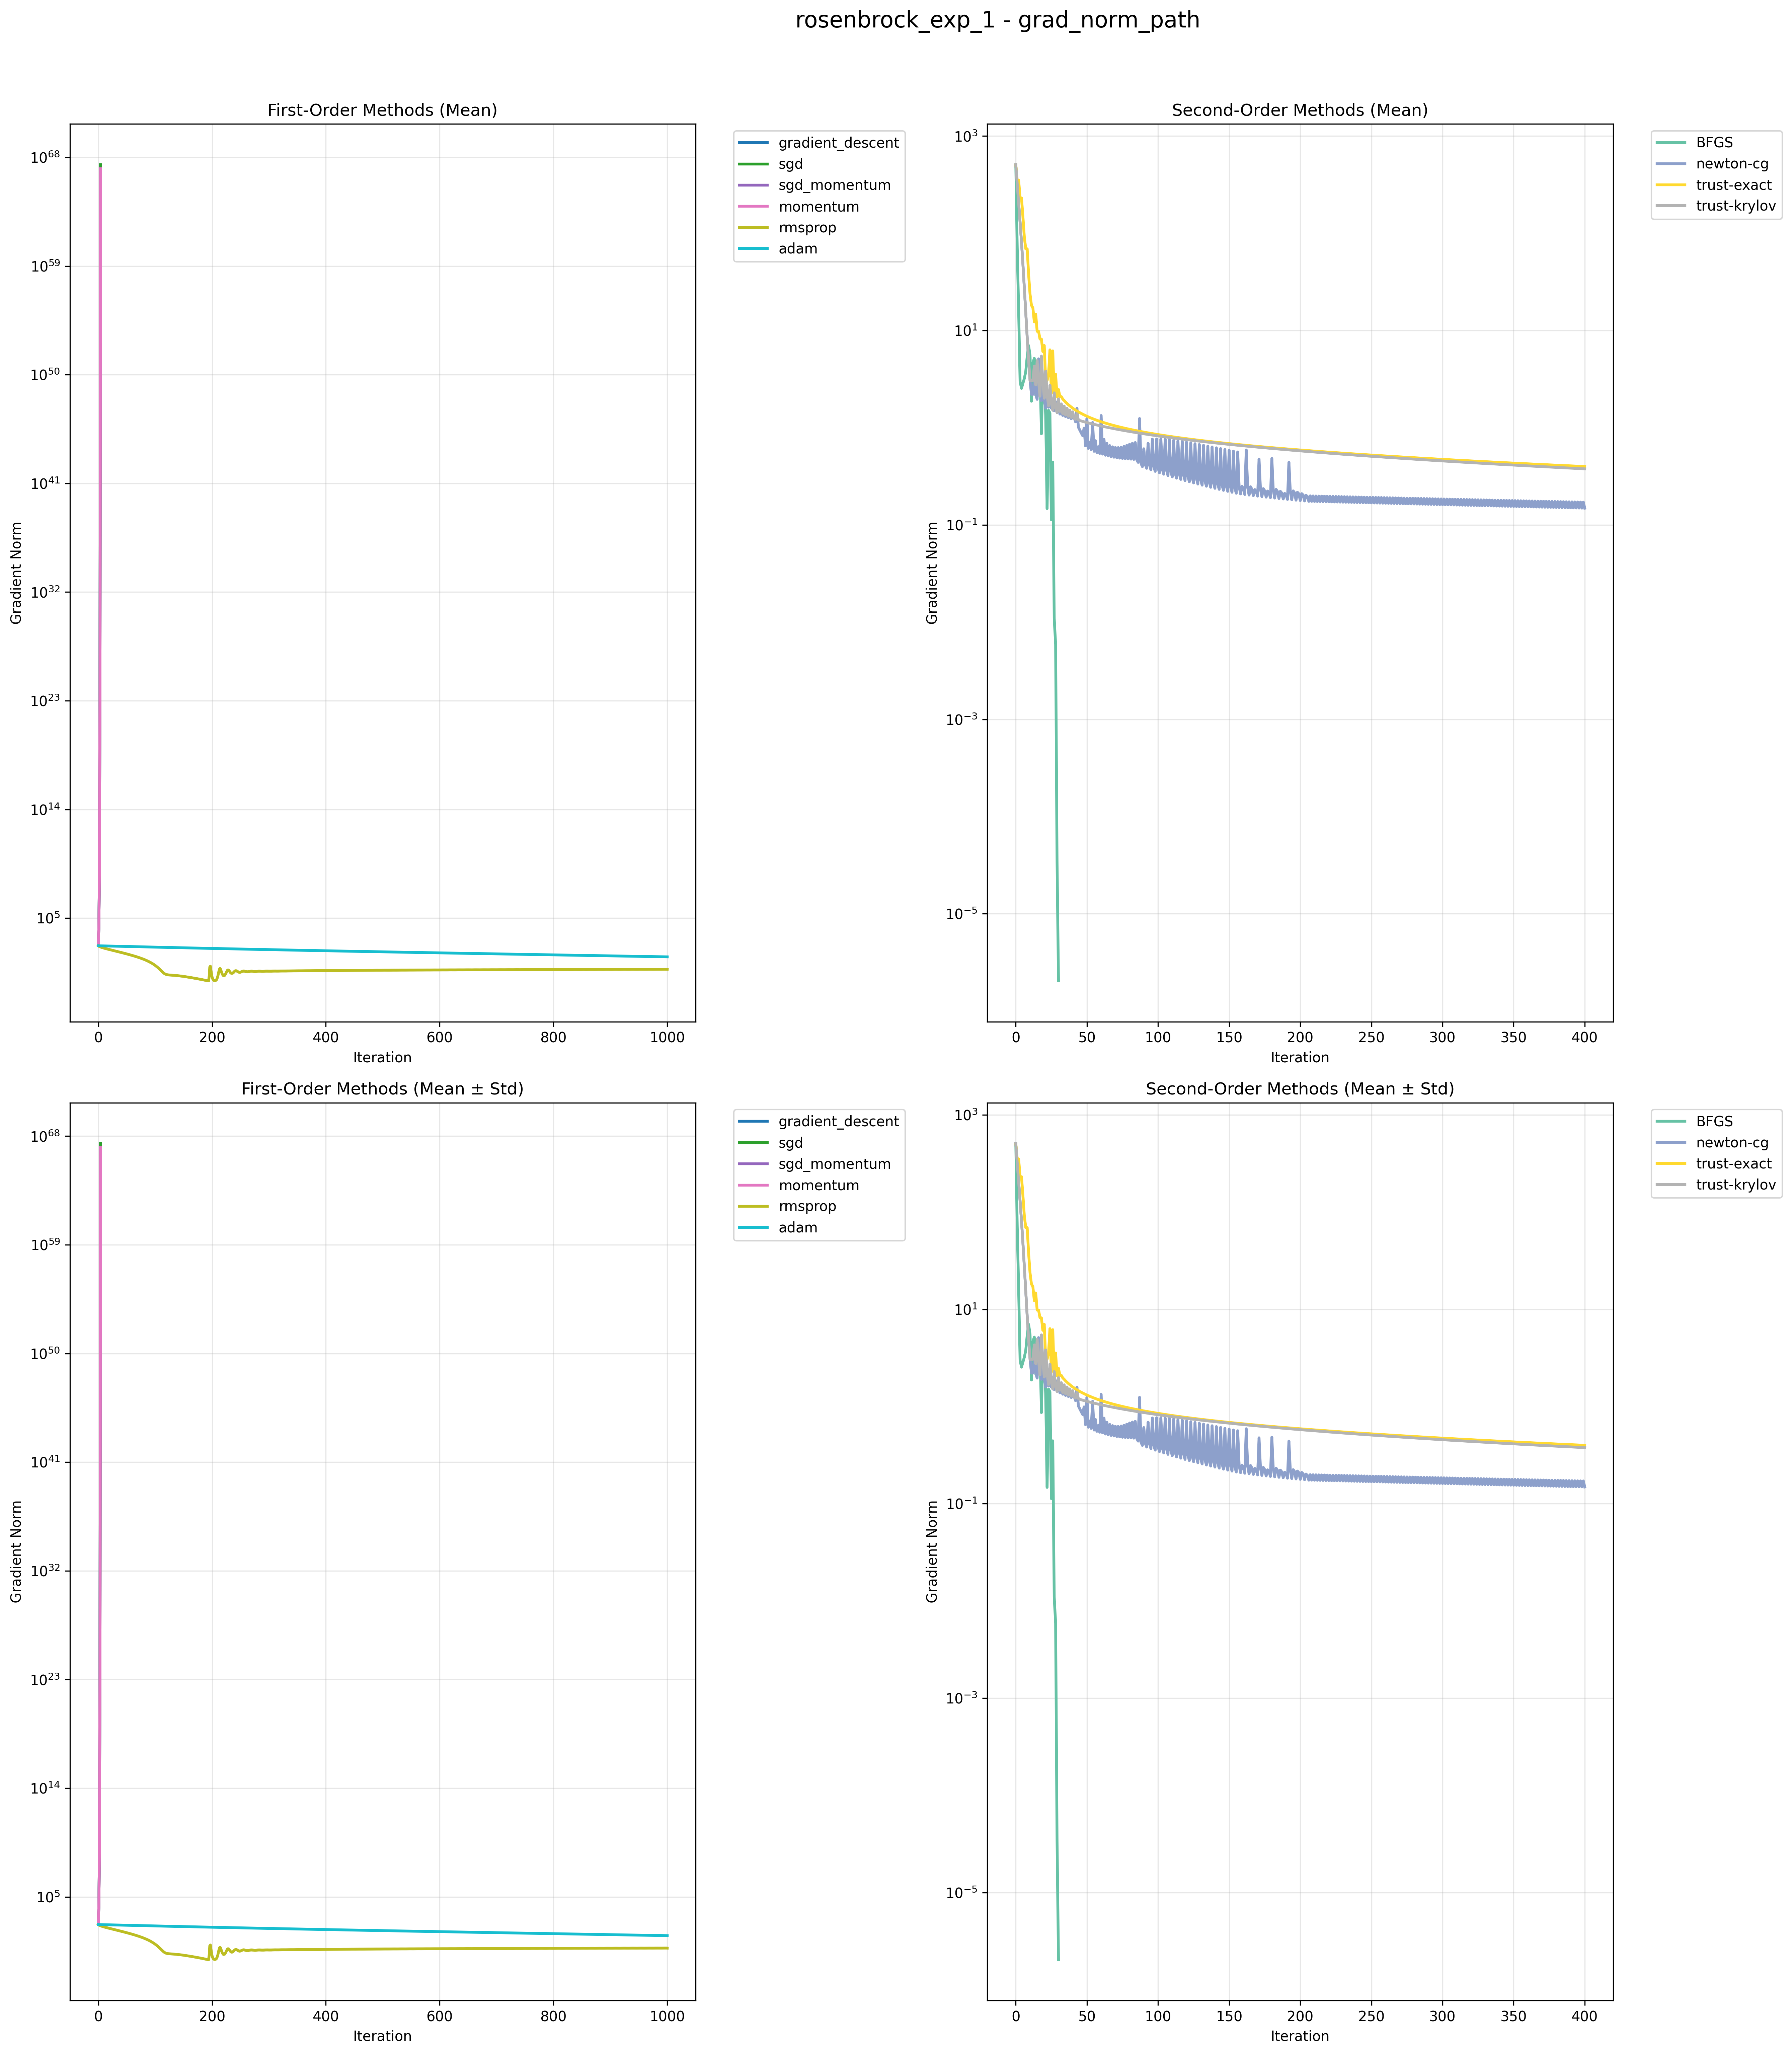 rosenbrock_exp_1 - grad_norm_path
First-Order Methods (Mean)
10^68
10^59
10^50
10^41
10^32
10^23
10^14
10^5
Gradient Norm
0 200 400 600 800 1000
Iteration
gradient_descent
sgd
sgd_momentum
momentum
rmsprop
adam
Second-Order Methods (Mean)
10^3
10^1
10^−1
10^−3
10^−5
Gradient Norm
0 50 100 150 200 250 300 350 400
Iteration
BFGS
newton-cg
trust-exact
trust-krylov
First-Order Methods (Mean ± Std)
10^68
10^59
10^50
10^41
10^32
10^23
10^14
10^5
Gradient Norm
0 200 400 600 800 1000
Iteration
gradient_descent
sgd
sgd_momentum
momentum
rmsprop
adam
Second-Order Methods (Mean ± Std)
10^3
10^1
10^−1
10^−3
10^−5
Gradient Norm
0 50 100 150 200 250 300 350 400
Iteration
BFGS
newton-cg
trust-exact
trust-krylov